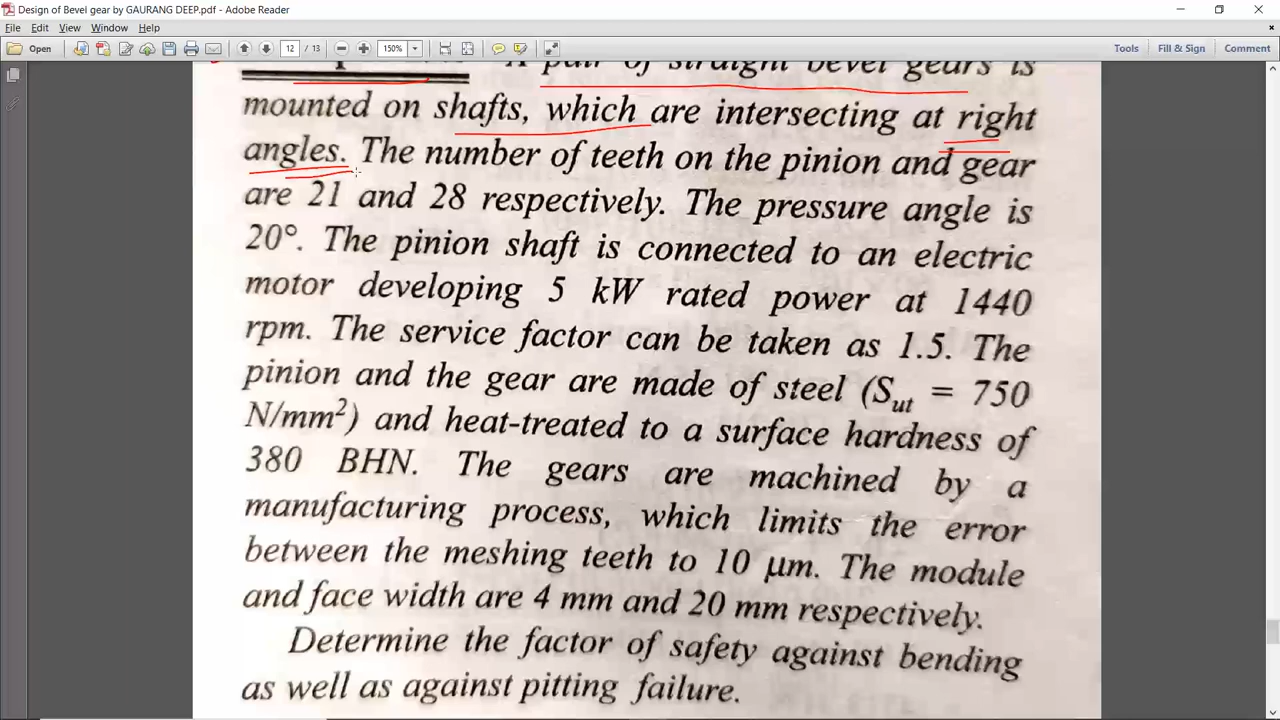 Design of Bevel gear by GAURANG DEEP.pdf - Adobe Reader
File Edit View Window Help
Open 12 / 13 150% Tools Fill & Sign Comment
A pair of straight bevel gears is
mounted on shafts, which are intersecting at right
angles. The number of teeth on the pinion and gear
are 21 and 28 respectively. The pressure angle is
20°. The pinion shaft is connected to an electric
motor developing 5 kW rated power at 1440
rpm. The service factor can be taken as 1.5. The
pinion and the gear are made of steel (Sut = 750
N/mm²) and heat-treated to a surface hardness of
380 BHN. The gears are machined by a
manufacturing process, which limits the error
between the meshing teeth to 10 μm. The module
and face width are 4 mm and 20 mm respectively.
Determine the factor of safety against bending
as well as against pitting failure.